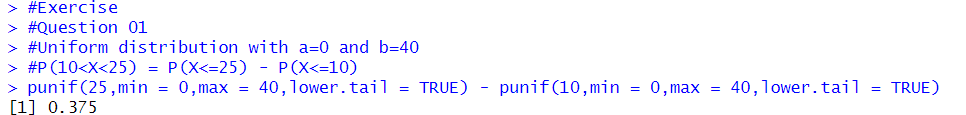 > #Exercise
> #Question 01
> #Uniform distribution with a=0 and b=40
> #P(10<X<25) = P(X<=25) - P(X<=10)
> punif(25,min = 0,max = 40,lower.tail = TRUE) - punif(10,min = 0,max = 40,lower.tail = TRUE)
[1] 0.375